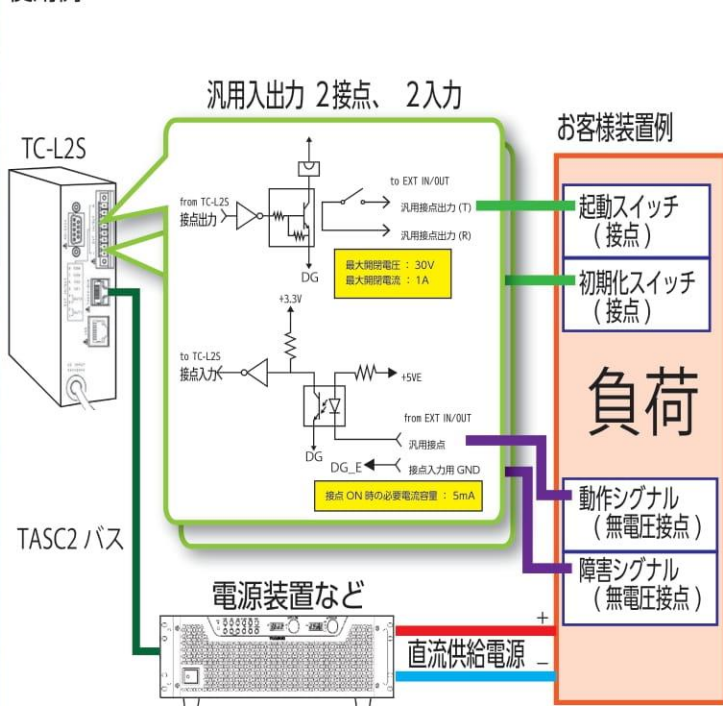 汎用入出力 2接点、 2入力
TC-L2S
お客様装置例
from TC-L2S
接点出力
to EXT IN/OUT
汎用接点出力 (T)
汎用接点出力 (R)
DG
最大開閉電圧 : 30V
最大開閉電流 : 1A
起動スイッチ
( 接点 )
初期化スイッチ
( 接点 )
+3.3V
to TC-L2S
接点入力
+5VE
from EXT IN/OUT
汎用接点
DG
DG_E
接点入力用 GND
接点 ON 時の必要電流容量 : 5mA
負荷
動作シグナル
( 無電圧接点 )
障害シグナル
( 無電圧接点 )
TASC2 バス
電源装置など
+
直流供給電源
−